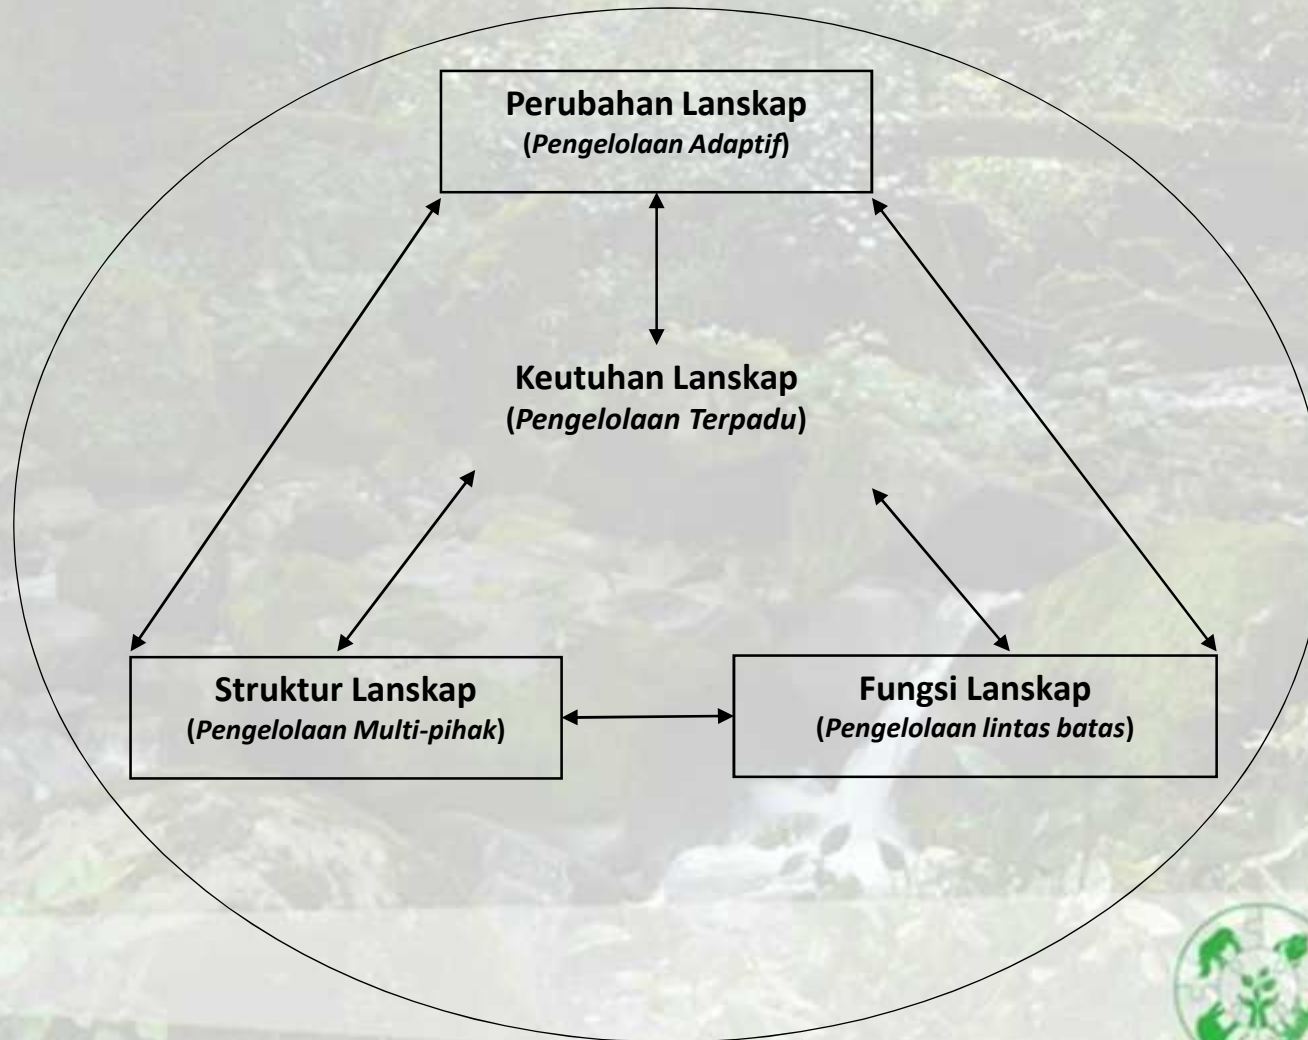 Perubahan Lanskap
(Pengelolaan Adaptif)
Keutuhan Lanskap
(Pengelolaan Terpadu)
Struktur Lanskap
(Pengelolaan Multi-pihak)
Fungsi Lanskap
(Pengelolaan lintas batas)